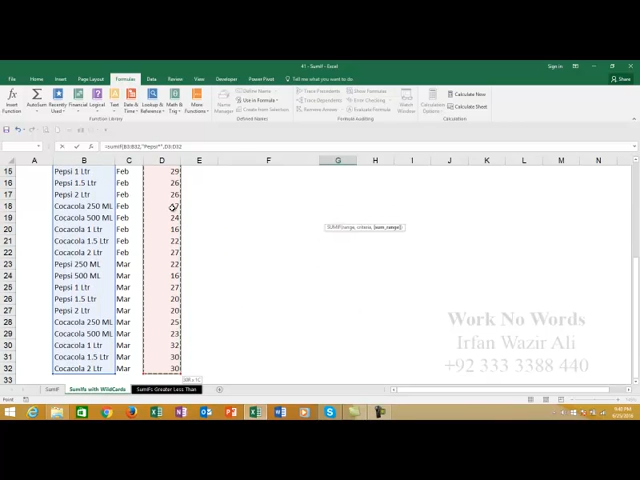 41 - SumIf - Excel
Sign in
File Home Insert Page Layout Formulas Data Review View Developer Power Pivot Tell me what you want to do Share
Insert Function AutoSum Recently Used Financial Logical Text Date & Time Lookup & Reference Math & Trig More Functions
Name Manager Define Name Use in Formula Create from Selection
Trace Precedents Trace Dependents Remove Arrows Show Formulas Error Checking
Watch Window Calculation Options Calculate Now Calculate Sheet
Function Library Defined Names Formula Auditing Calculation
=sumif(B3:B32,"Pepsi*",D3:D32
A B C D E F G H I J K L M N
15 Pepsi 1 Ltr Feb 29
16 Pepsi 1.5 Ltr Feb 26
17 Pepsi 2 Ltr Feb 26
18 Cocacola 250 ML Feb
19 Cocacola 500 ML Feb 24
20 Cocacola 1 Ltr Feb 16
21 Cocacola 1.5 Ltr Feb 22
22 Cocacola 2 Ltr Feb 27
23 Pepsi 250 ML Mar 22
24 Pepsi 500 ML Mar 16
25 Pepsi 1 Ltr Mar 27
26 Pepsi 1.5 Ltr Mar 20
27 Pepsi 2 Ltr Mar 20
28 Cocacola 250 ML Mar 25
29 Cocacola 500 ML Mar 23
30 Cocacola 1 Ltr Mar 32
31 Cocacola 1.5 Ltr Mar 30
32 Cocacola 2 Ltr Mar 30
33
SUMIF(range, criteria, [sum_range])
Work No Words
Irfan Wazir Ali
+92 333 3388 440
30R x 1C
SumIF SumIfs with WildCards SumIFs Greater Less Than
Point
9:42 PM